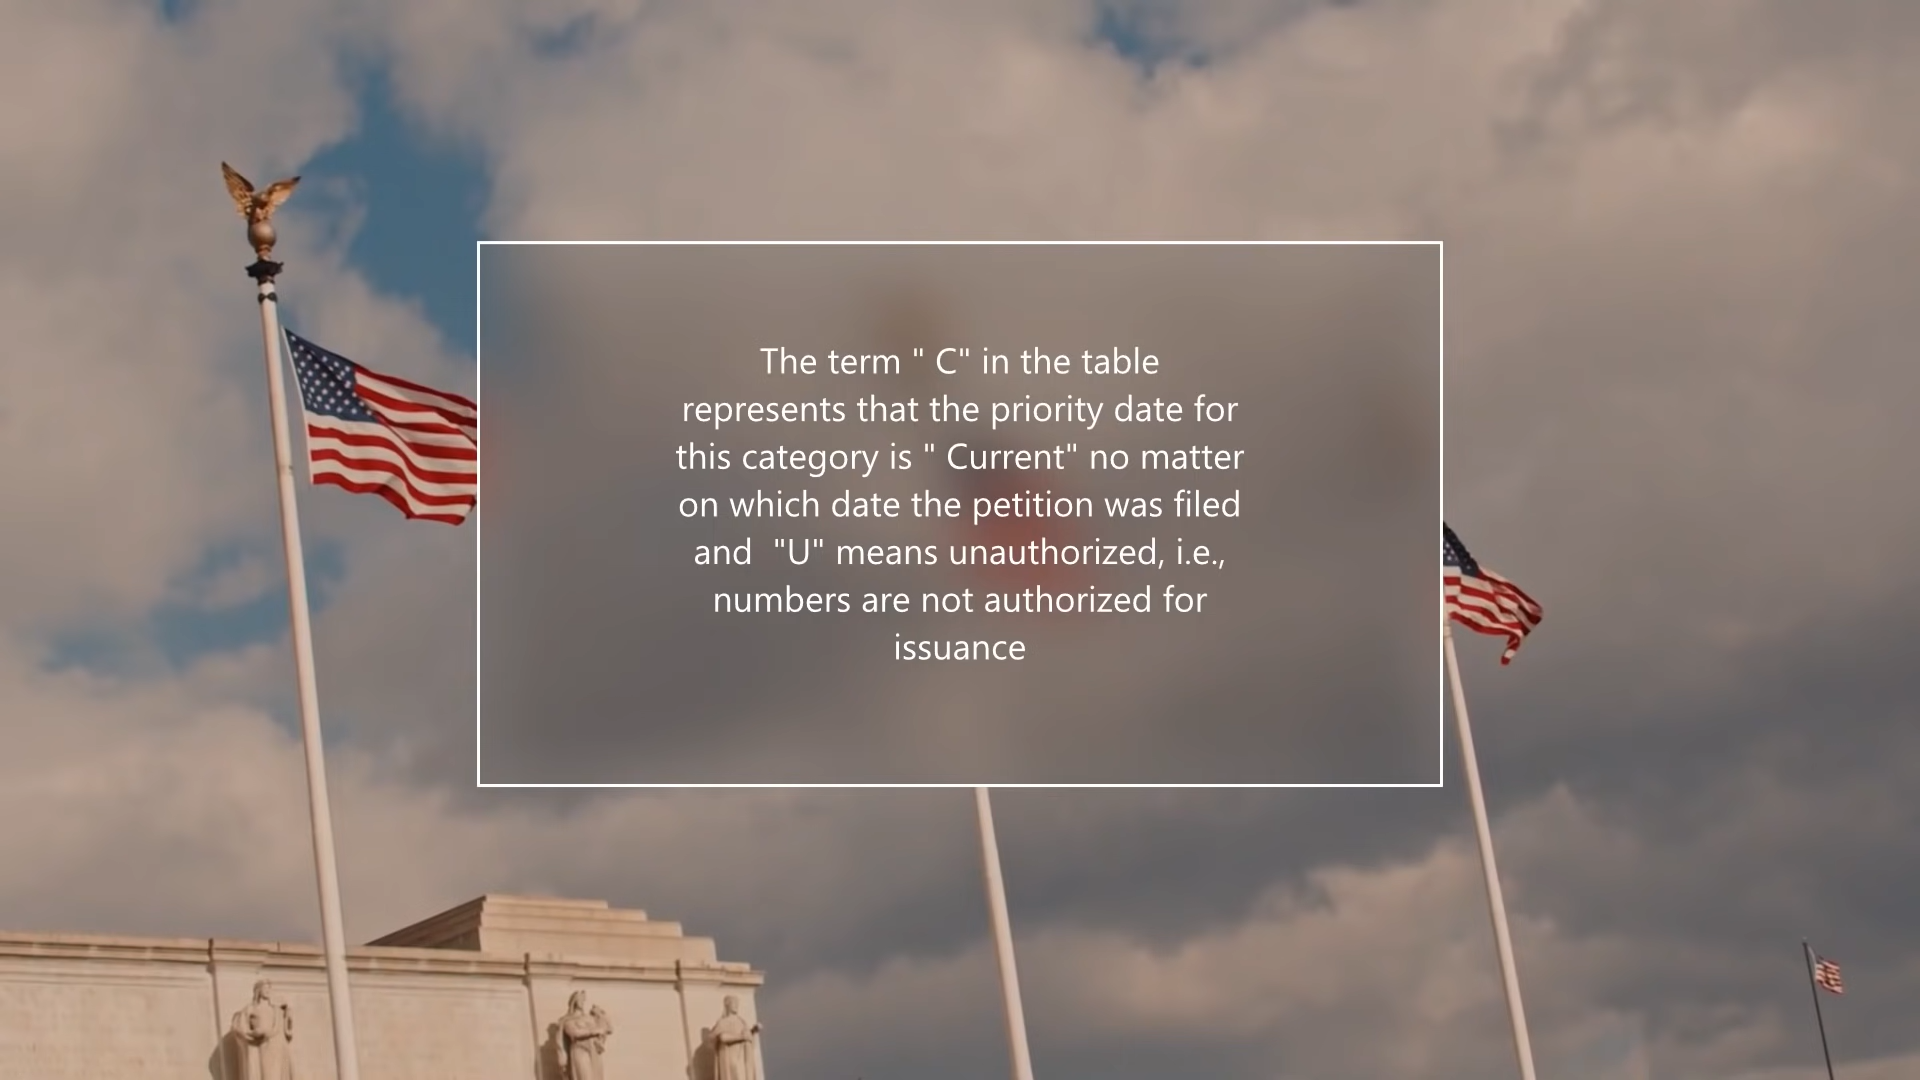 The term " C" in the table
represents that the priority date for
this category is " Current" no matter
on which date the petition was filed
and  "U" means unauthorized, i.e.,
numbers are not authorized for
issuance